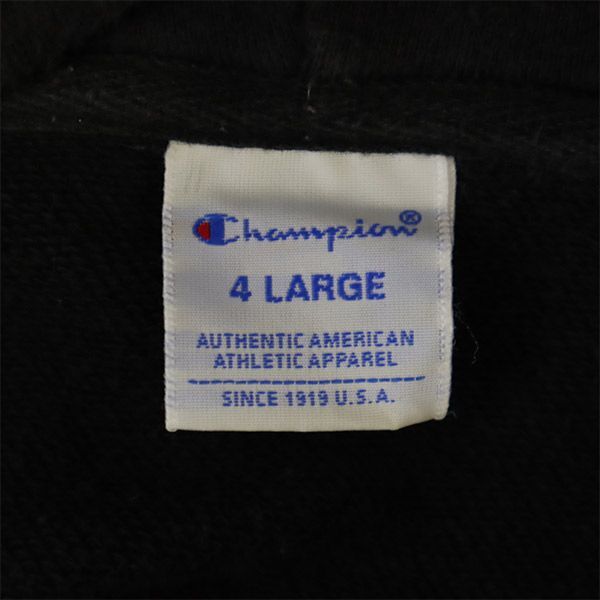 Champion®
4 LARGE
AUTHENTIC AMERICAN
ATHLETIC APPAREL
SINCE 1919 U.S.A.